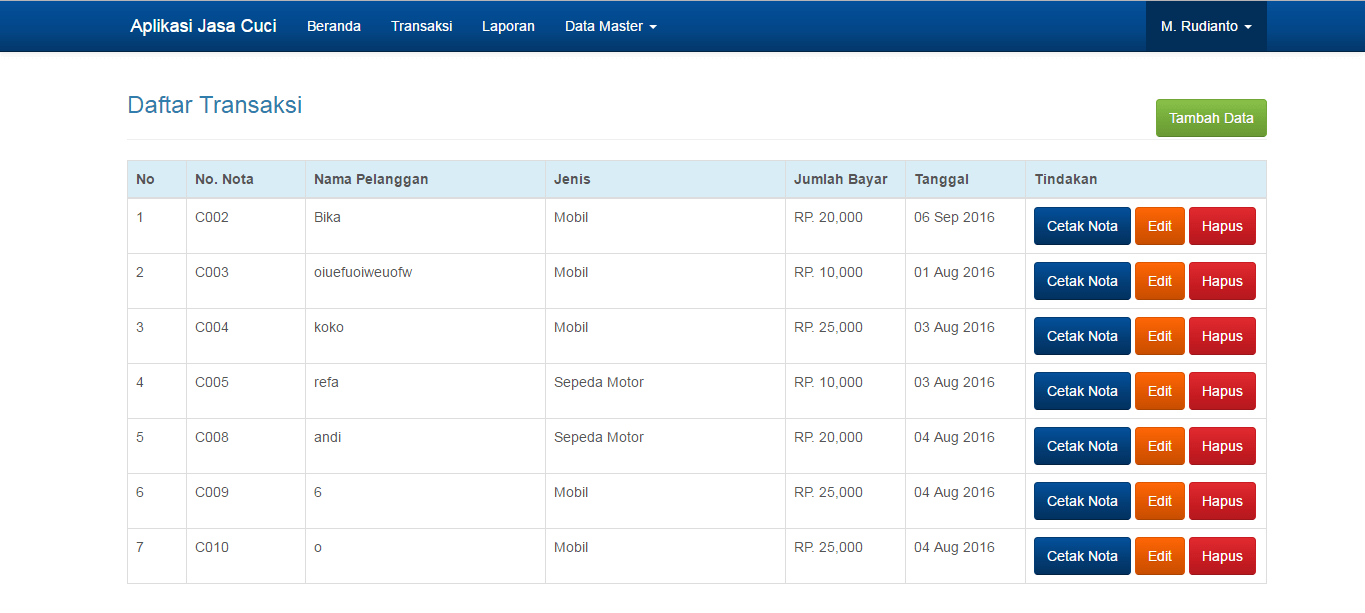 Aplikasi Jasa Cuci Beranda Transaksi Laporan Data Master M. Rudianto
Daftar Transaksi
Tambah Data
No No. Nota Nama Pelanggan Jenis Jumlah Bayar Tanggal Tindakan
1 C002 Bika Mobil RP. 20,000 06 Sep 2016 Cetak Nota Edit Hapus
2 C003 oiuefuoiweuofw Mobil RP. 10,000 01 Aug 2016 Cetak Nota Edit Hapus
3 C004 koko Mobil RP. 25,000 03 Aug 2016 Cetak Nota Edit Hapus
4 C005 refa Sepeda Motor RP. 10,000 03 Aug 2016 Cetak Nota Edit Hapus
5 C008 andi Sepeda Motor RP. 20,000 04 Aug 2016 Cetak Nota Edit Hapus
6 C009 6 Mobil RP. 25,000 04 Aug 2016 Cetak Nota Edit Hapus
7 C010 o Mobil RP. 25,000 04 Aug 2016 Cetak Nota Edit Hapus